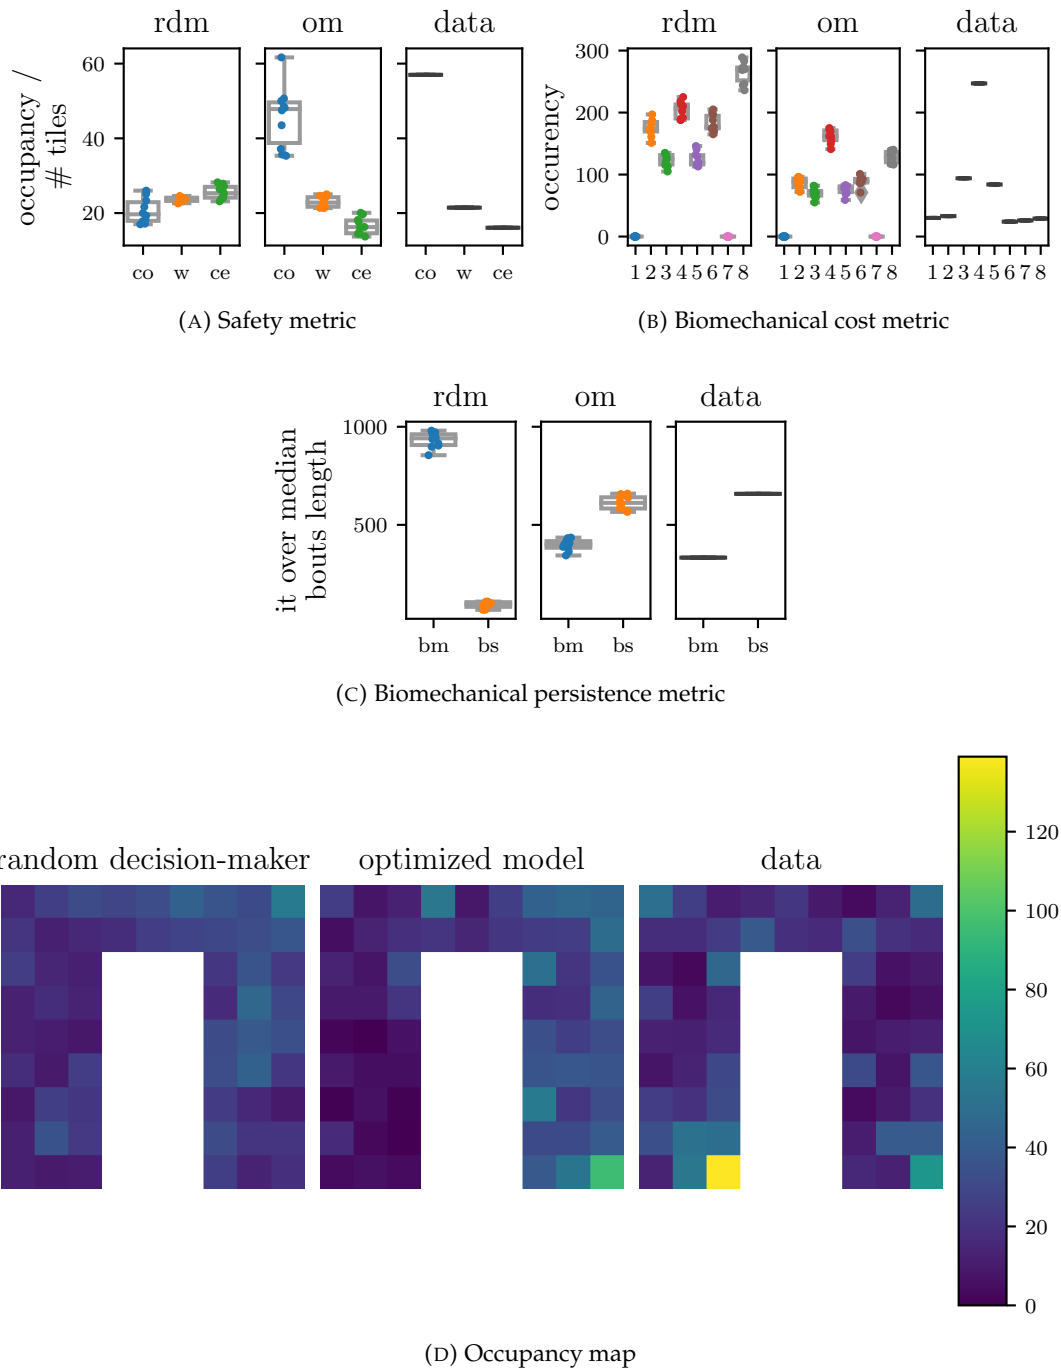 rdm om data
occupancy /
# tiles
60
40
20
co w ce co w ce co w ce
(A) Safety metric
rdm om data
occurency
300
200
100
0
1 2 3 4 5 6 7 8 1 2 3 4 5 6 7 8 1 2 3 4 5 6 7 8
(B) Biomechanical cost metric
rdm om data
it over median
bouts length
1000
500
bm bs bm bs bm bs
(C) Biomechanical persistence metric
random decision-maker optimized model data
120
100
80
60
40
20
0
(D) Occupancy map